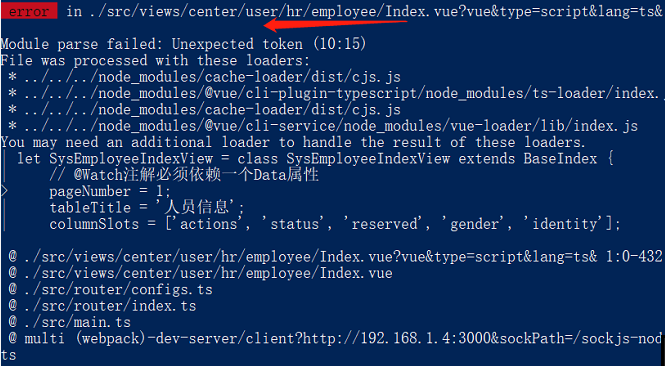 error in ./src/views/center/user/hr/employee/Index.vue?vue&type=script&lang=ts&
Module parse failed: Unexpected token (10:15)
File was processed with these loaders:
* ../../../node_modules/cache-loader/dist/cjs.js
* ../../../node_modules/@vue/cli-plugin-typescript/node_modules/ts-loader/index.
* ../../../node_modules/cache-loader/dist/cjs.js
* ../../../node_modules/@vue/cli-service/node_modules/vue-loader/lib/index.js
You may need an additional loader to handle the result of these loaders.
| let SysEmployeeIndexView = class SysEmployeeIndexView extends BaseIndex {
|     // @Watch注解必须依赖一个Data属性
>     pageNumber = 1;
|     tableTitle = '人员信息';
|     columnSlots = ['actions', 'status', 'reserved', 'gender', 'identity'];
@ ./src/views/center/user/hr/employee/Index.vue?vue&type=script&lang=ts& 1:0-432
@ ./src/views/center/user/hr/employee/Index.vue
@ ./src/router/configs.ts
@ ./src/router/index.ts
@ ./src/main.ts
@ multi (webpack)-dev-server/client?http://192.168.1.4:3000&sockPath=/sockjs-nod
ts